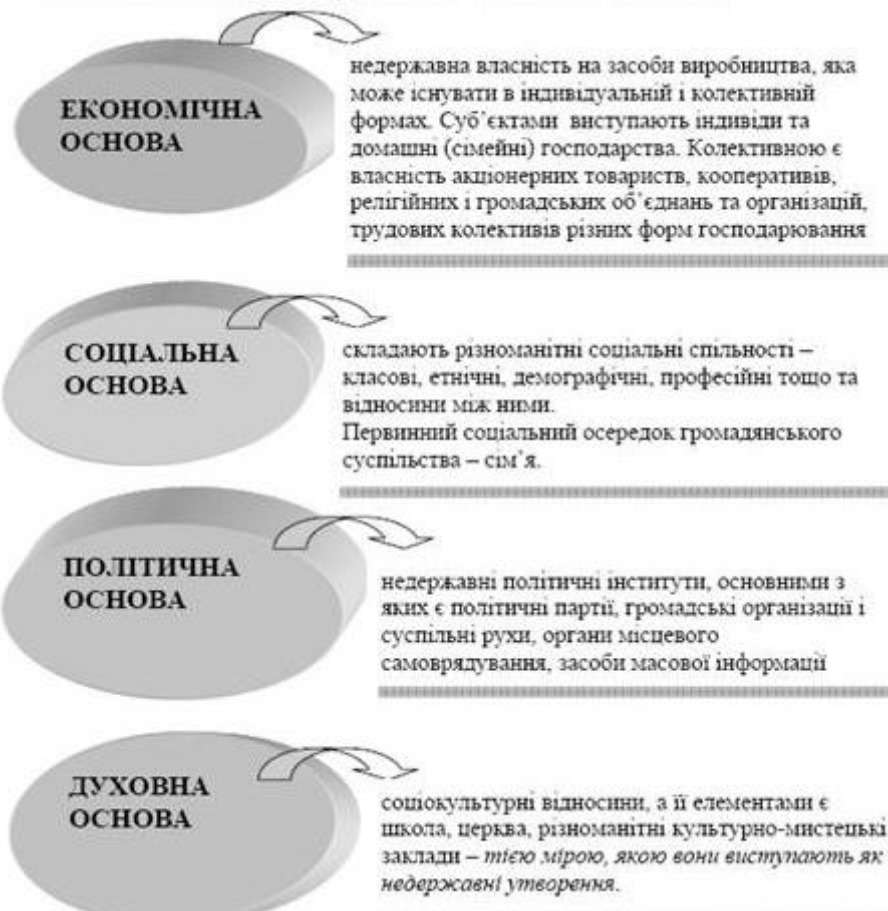 ЕКОНОМІЧНА
ОСНОВА
недержавна власність на засоби виробництва, яка
може існувати в індивідуальній і колективній
формах. Суб’єктами виступають індивіди та
домашні (сімейні) господарства. Колективною є
власність акціонерних товариств, кооперативів,
релігійних і громадських об’єднань та організацій,
трудових колективів різних форм господарювання
СОЦІАЛЬНА
ОСНОВА
складають різноманітні соціальні спільності –
класові, етнічні, демографічні, професійні тощо та
відносини між ними.
Первинний соціальний осередок громадянського
суспільства – сім’я.
ПОЛІТИЧНА
ОСНОВА
недержавні політичні інститути, основними з
яких є політичні партії, громадські організації і
суспільні рухи, органи місцевого
самоврядування, засоби масової інформації
ДУХОВНА
ОСНОВА
соціокультурні відносини, а її елементами є
школа, церква, різноманітні культурно-мистецькі
заклади – тією мірою, якою вони виступають як
недержавні утворення.